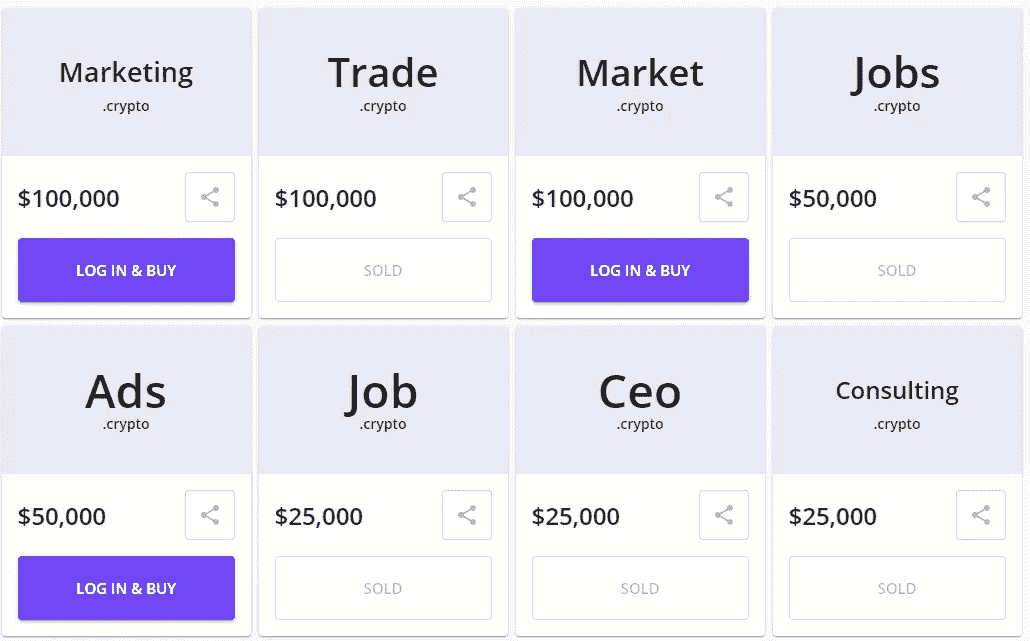 Marketing
.crypto
$100,000
LOG IN & BUY
Trade
.crypto
$100,000
SOLD
Market
.crypto
$100,000
LOG IN & BUY
Jobs
.crypto
$50,000
SOLD
Ads
.crypto
$50,000
LOG IN & BUY
Job
.crypto
$25,000
SOLD
Ceo
.crypto
$25,000
SOLD
Consulting
.crypto
$25,000
SOLD